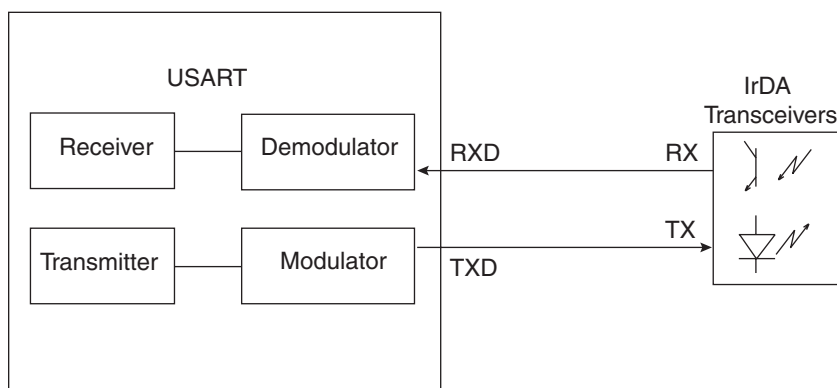 USART
IrDA
Transceivers
Receiver
Demodulator
RXD
RX
Transmitter
Modulator
TXD
TX